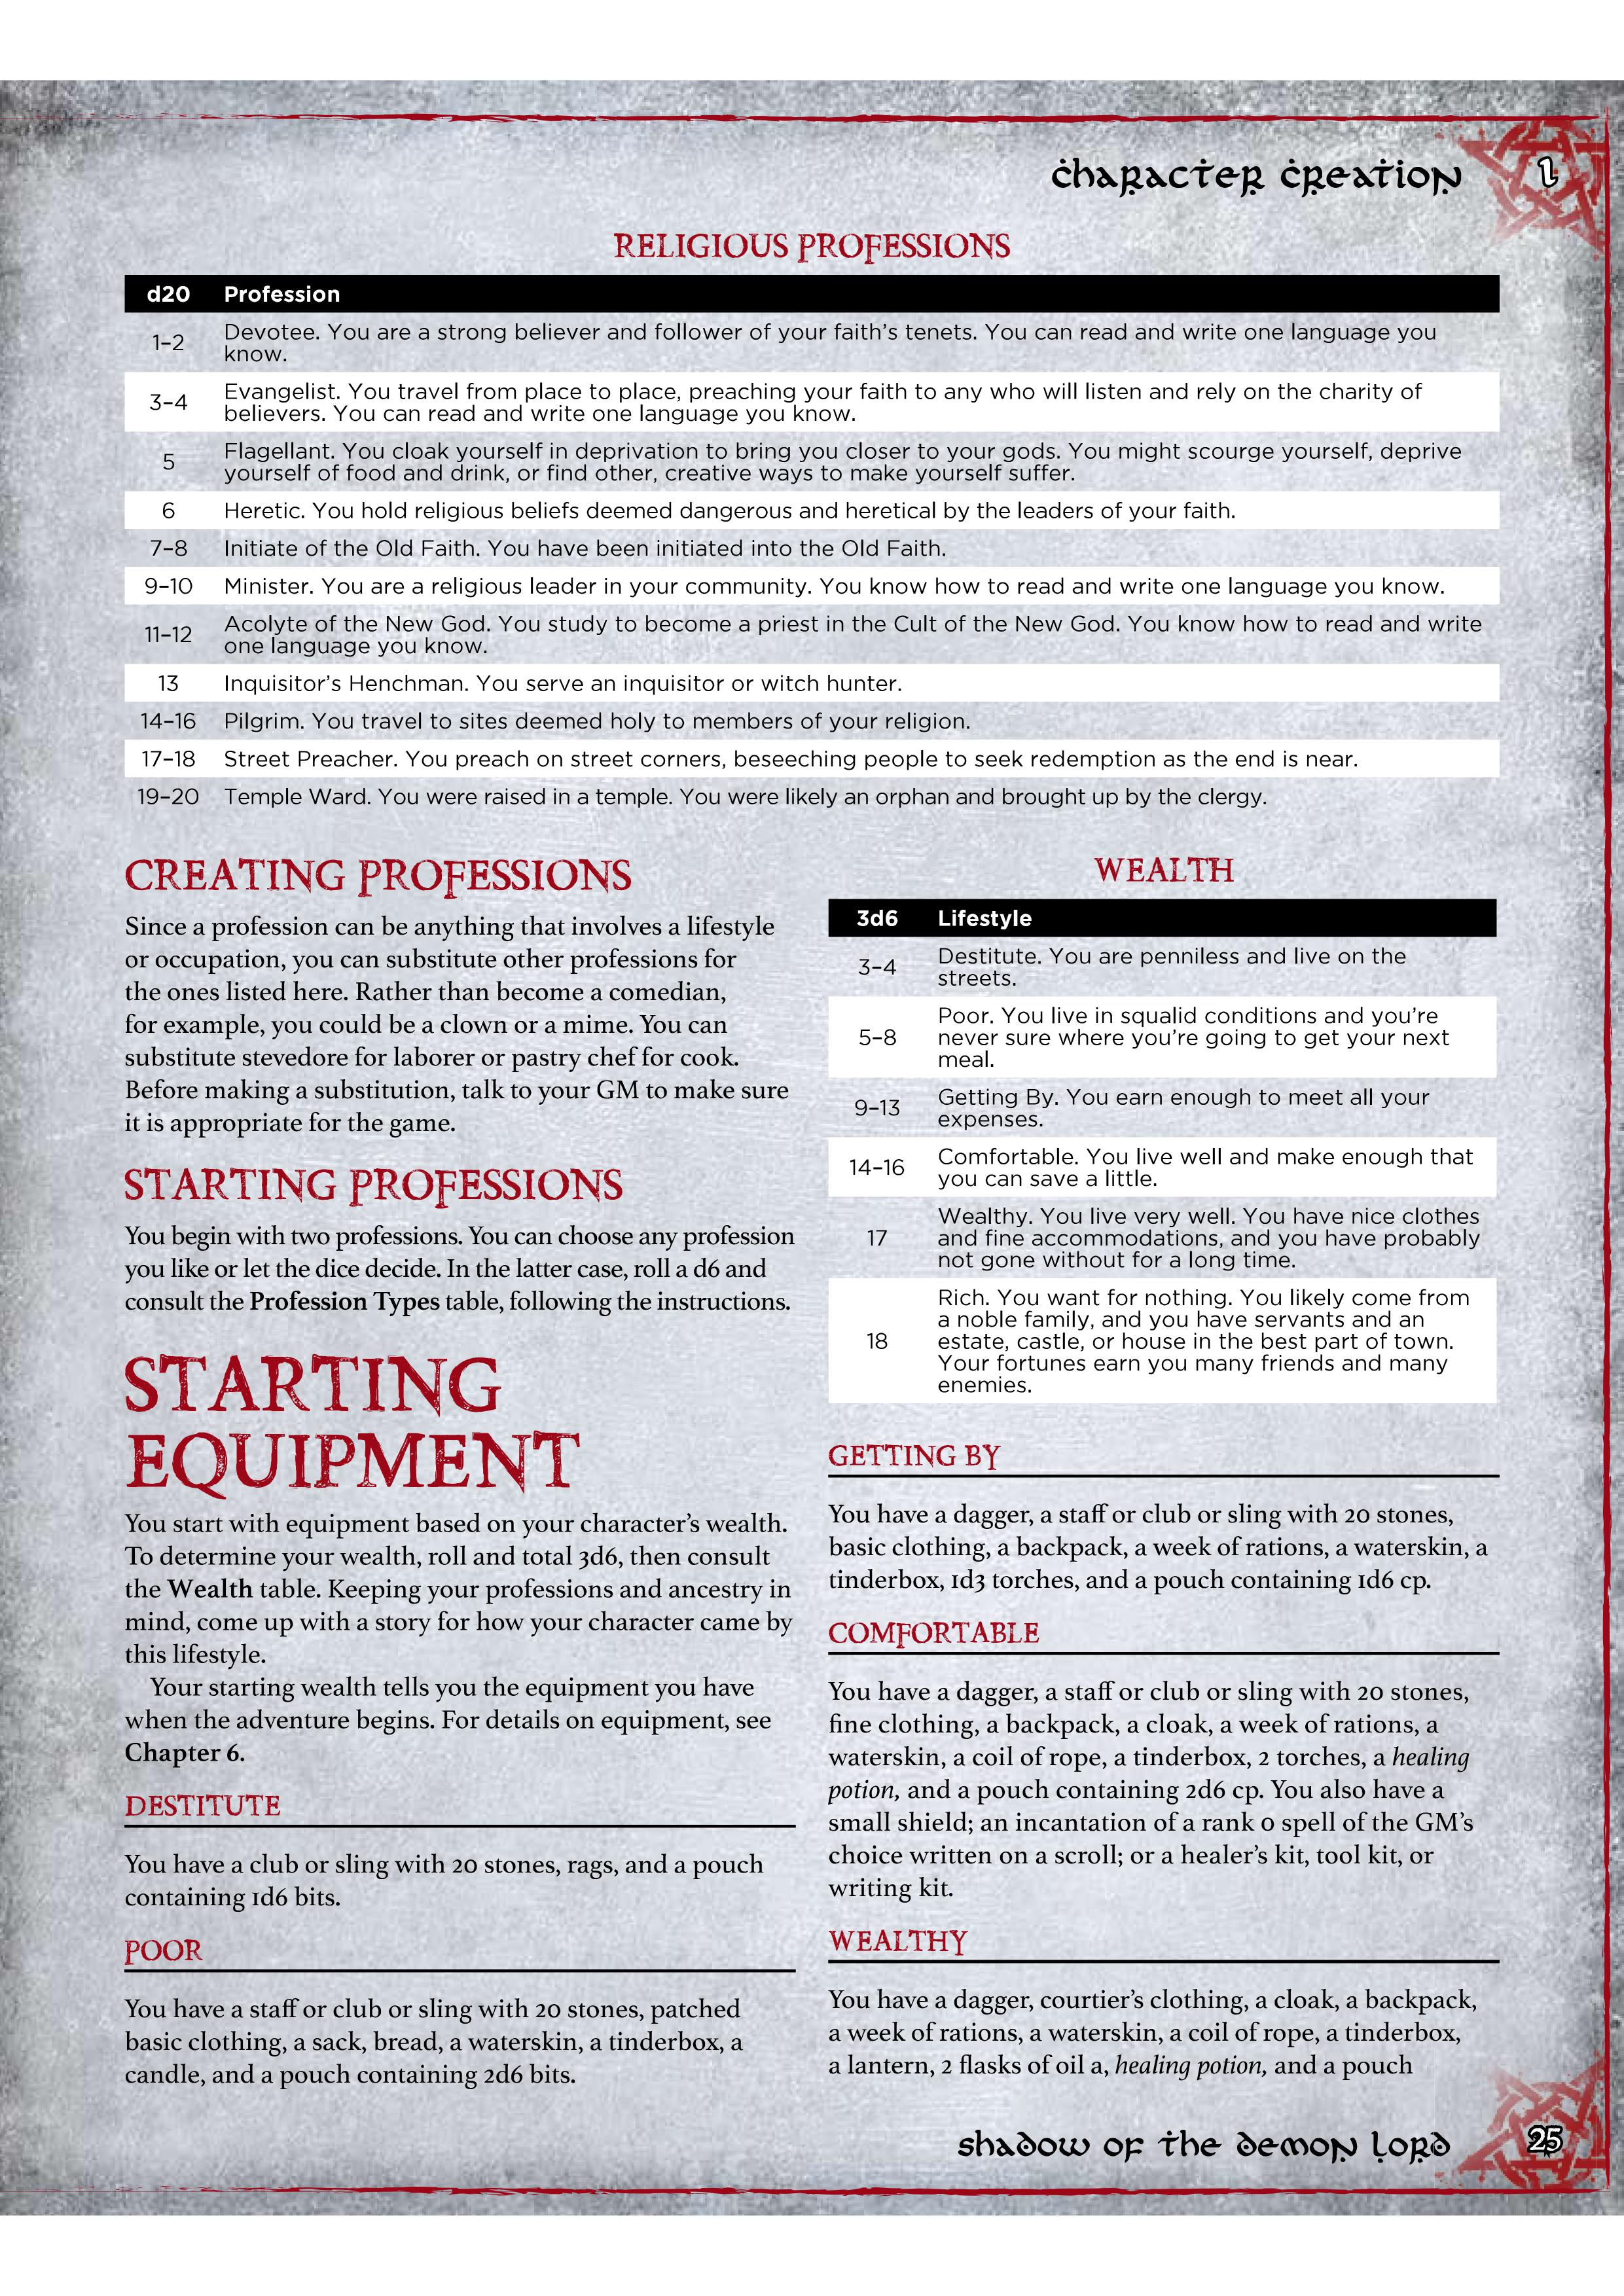 Character Creation
1
Religious Professions
d20 Profession
1–2 Devotee. You are a strong believer and follower of your faith's tenets. You can read and write one language you
know.
3–4 Evangelist. You travel from place to place, preaching your faith to any who will listen and rely on the charity of
believers. You can read and write one language you know.
5 Flagellant. You cloak yourself in deprivation to bring you closer to your gods. You might scourge yourself, deprive
yourself of food and drink, or find other, creative ways to make yourself suffer.
6 Heretic. You hold religious beliefs deemed dangerous and heretical by the leaders of your faith.
7–8 Initiate of the Old Faith. You have been initiated into the Old Faith.
9–10 Minister. You are a religious leader in your community. You know how to read and write one language you know.
11–12 Acolyte of the New God. You study to become a priest in the Cult of the New God. You know how to read and write
one language you know.
13 Inquisitor's Henchman. You serve an inquisitor or witch hunter.
14–16 Pilgrim. You travel to sites deemed holy to members of your religion.
17–18 Street Preacher. You preach on street corners, beseeching people to seek redemption as the end is near.
19–20 Temple Ward. You were raised in a temple. You were likely an orphan and brought up by the clergy.
Creating Professions
Since a profession can be anything that involves a lifestyle
or occupation, you can substitute other professions for
the ones listed here. Rather than become a comedian,
for example, you could be a clown or a mime. You can
substitute stevedore for laborer or pastry chef for cook.
Before making a substitution, talk to your GM to make sure
it is appropriate for the game.
Starting Professions
You begin with two professions. You can choose any profession
you like or let the dice decide. In the latter case, roll a d6 and
consult the Profession Types table, following the instructions.
Starting
Equipment
You start with equipment based on your character's wealth.
To determine your wealth, roll and total 3d6, then consult
the Wealth table. Keeping your professions and ancestry in
mind, come up with a story for how your character came by
this lifestyle.
Your starting wealth tells you the equipment you have
when the adventure begins. For details on equipment, see
Chapter 6.
Destitute
You have a club or sling with 20 stones, rags, and a pouch
containing 1d6 bits.
Poor
You have a staff or club or sling with 20 stones, patched
basic clothing, a sack, bread, a waterskin, a tinderbox, a
candle, and a pouch containing 2d6 bits.
Wealth
3d6 Lifestyle
3–4 Destitute. You are penniless and live on the
streets.
5–8 Poor. You live in squalid conditions and you're
never sure where you're going to get your next
meal.
9–13 Getting By. You earn enough to meet all your
expenses.
14–16 Comfortable. You live well and make enough that
you can save a little.
17 Wealthy. You live very well. You have nice clothes
and fine accommodations, and you have probably
not gone without for a long time.
18 Rich. You want for nothing. You likely come from
a noble family, and you have servants and an
estate, castle, or house in the best part of town.
Your fortunes earn you many friends and many
enemies.
Getting By
You have a dagger, a staff or club or sling with 20 stones,
basic clothing, a backpack, a week of rations, a waterskin, a
tinderbox, 1d3 torches, and a pouch containing 1d6 cp.
Comfortable
You have a dagger, a staff or club or sling with 20 stones,
fine clothing, a backpack, a cloak, a week of rations, a
waterskin, a coil of rope, a tinderbox, 2 torches, a healing
potion, and a pouch containing 2d6 cp. You also have a
small shield; an incantation of a rank 0 spell of the GM's
choice written on a scroll; or a healer's kit, tool kit, or
writing kit.
Wealthy
You have a dagger, courtier's clothing, a cloak, a backpack,
a week of rations, a waterskin, a coil of rope, a tinderbox,
a lantern, 2 flasks of oil a, healing potion, and a pouch
Shadow of the Demon Lord
25